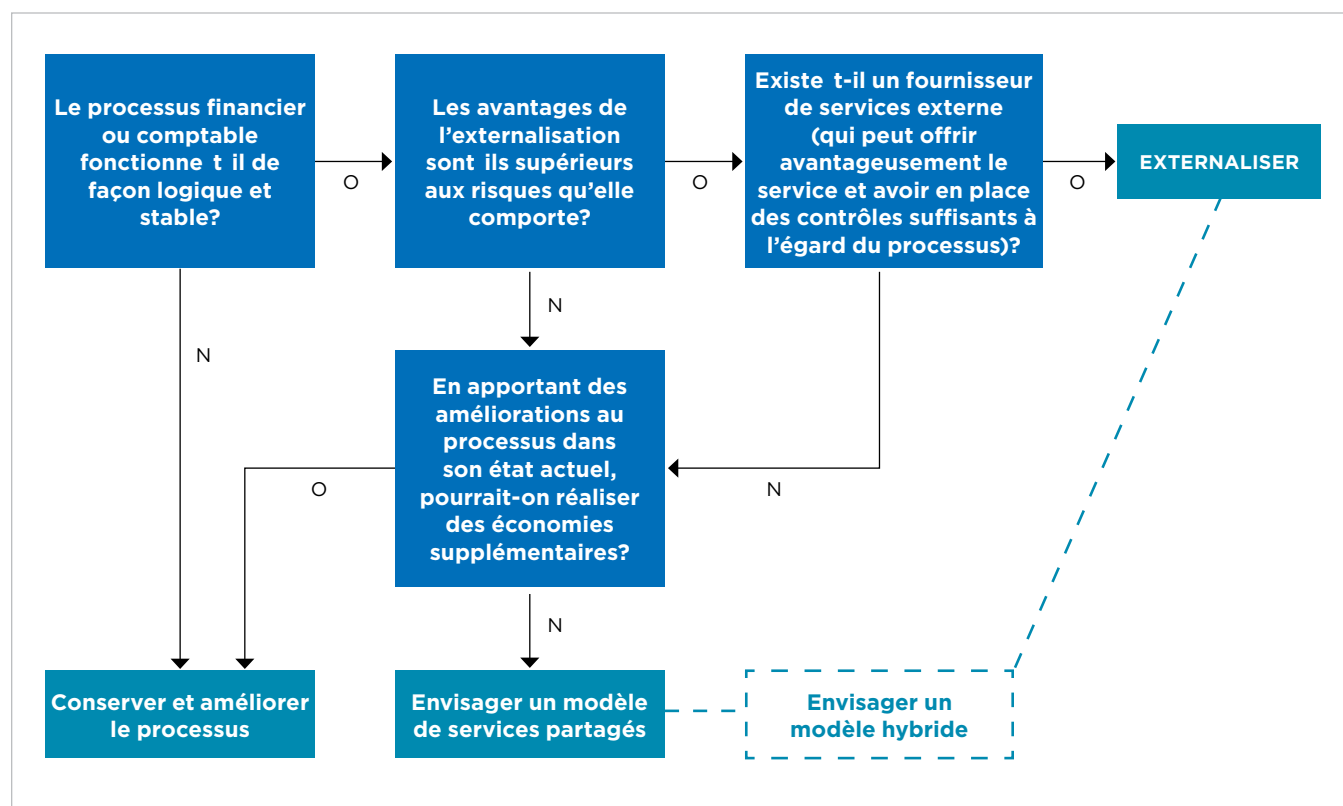 Le processus financier
ou comptable
fonctionne t il de
façon logique et
stable?
O
Les avantages de
l’externalisation
sont ils supérieurs
aux risques qu’elle
comporte?
O
Existe t-il un fournisseur
de services externe
(qui peut offrir
avantageusement le
service et avoir en place
des contrôles suffisants à
l’égard du processus)?
O
EXTERNALISER
N
N
N
En apportant des
améliorations au
processus dans
son état actuel,
pourrait-on réaliser
des économies
supplémentaires?
O
N
Conserver et améliorer
le processus
Envisager un modèle
de services partagés
Envisager un
modèle hybride